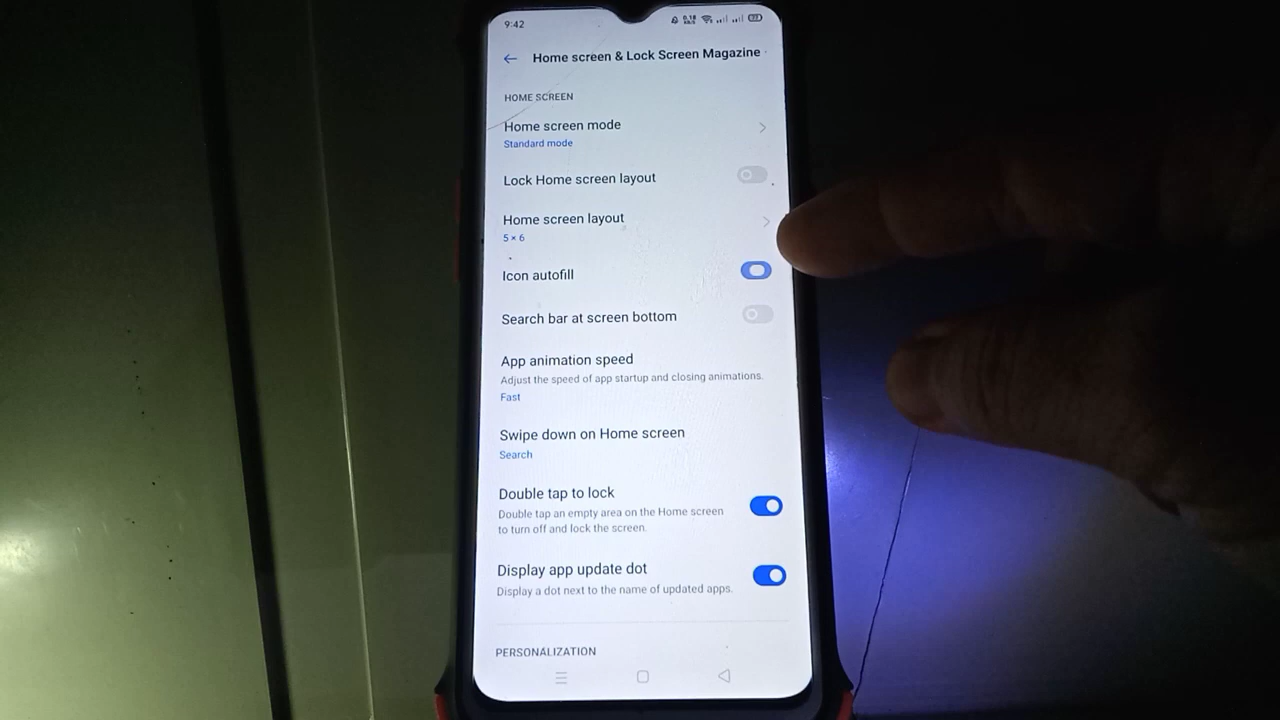 9:42
0.18
KB/S
Home screen & Lock Screen Magazine
HOME SCREEN
Home screen mode
Standard mode
Lock Home screen layout
Home screen layout
5 × 6
Icon autofill
Search bar at screen bottom
App animation speed
Adjust the speed of app startup and closing animations.
Fast
Swipe down on Home screen
Search
Double tap to lock
Double tap an empty area on the Home screen
to turn off and lock the screen.
Display app update dot
Display a dot next to the name of updated apps.
PERSONALIZATION